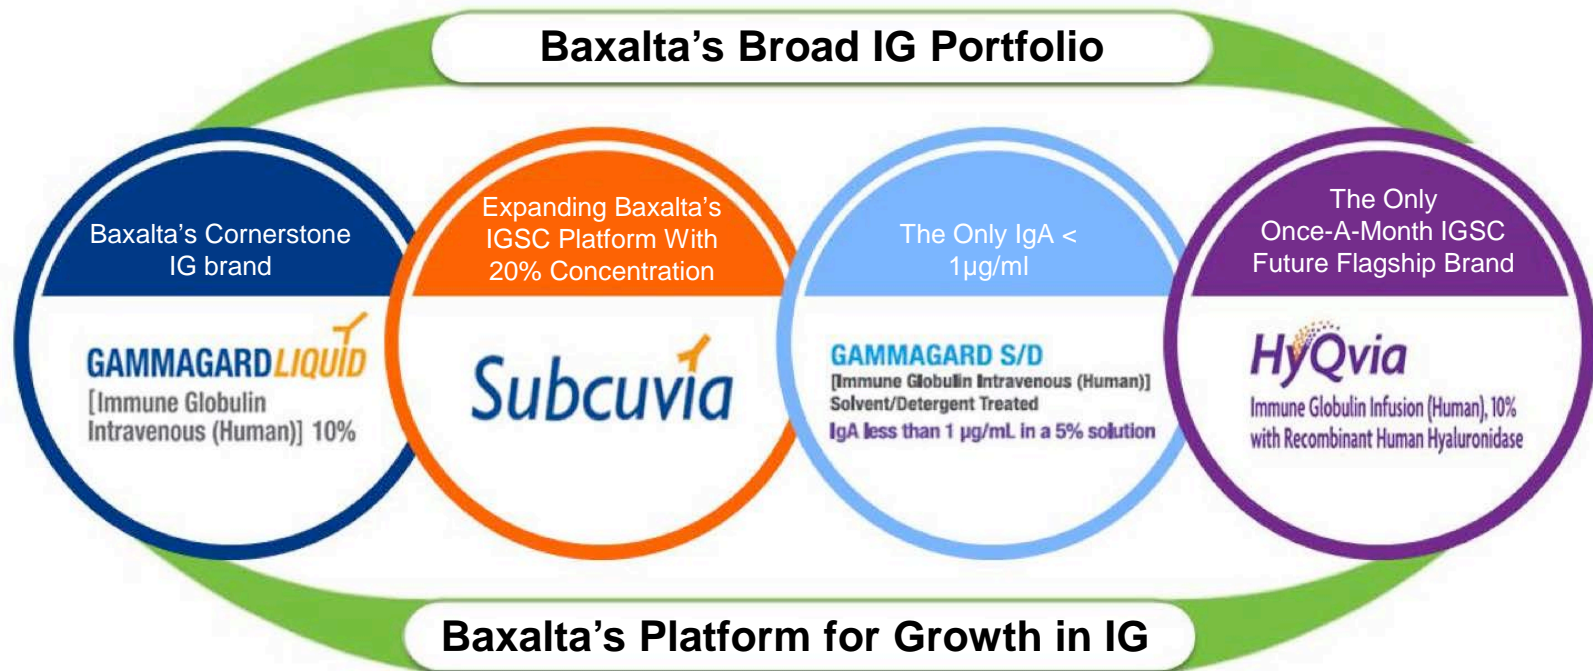 Baxalta’s Broad IG Portfolio
Baxalta’s Cornerstone
IG brand
GAMMAGARD LIQUID
[Immune Globulin
Intravenous (Human)] 10%
Expanding Baxalta’s
IGSC Platform With
20% Concentration
Subcuvia
The Only IgA <
1µg/ml
GAMMAGARD S/D
[Immune Globulin Intravenous (Human)]
Solvent/Detergent Treated
IgA less than 1 µg/mL in a 5% solution
The Only
Once-A-Month IGSC
Future Flagship Brand
HyQvia
Immune Globulin Infusion (Human), 10%
with Recombinant Human Hyaluronidase
Baxalta’s Platform for Growth in IG